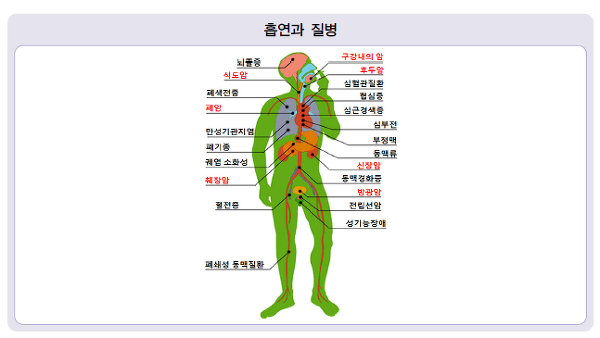 흡연과 질병
뇌졸중
식도암
폐색전증
폐암
만성기관지염
폐기종
궤염 소화성
췌장암
혈전증
폐쇄성 동맥질환
구강내의 암
후두암
심혈관질환
협심증
심근경색증
심부전
부정맥
동맥류
신장암
동맥경화증
방광암
전립선암
성기능장애